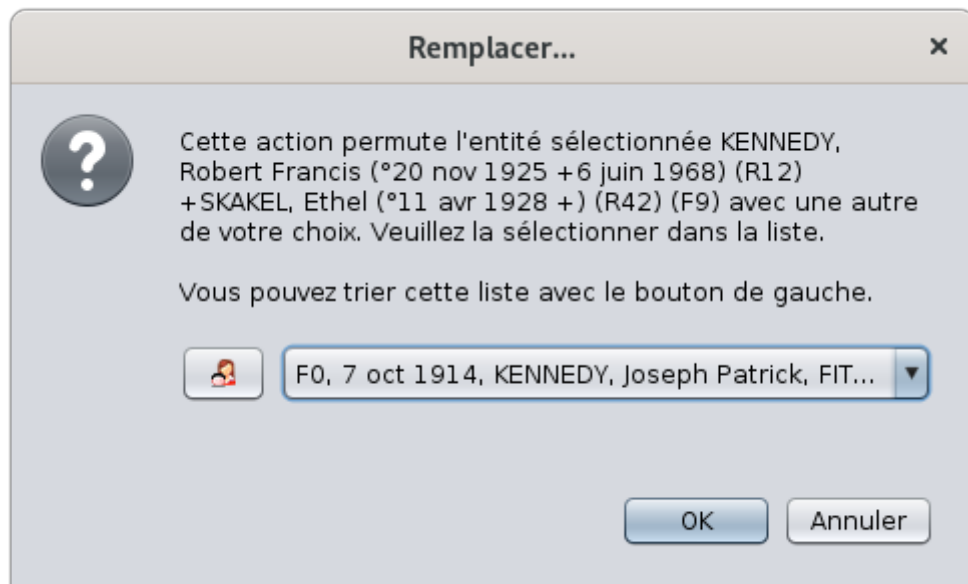 Remplacer...
Cette action permute l'entité sélectionnée KENNEDY,
Robert Francis (°20 nov 1925 +6 juin 1968) (R12)
+SKAKEL, Ethel (°11 avr 1928 +) (R42) (F9) avec une autre
de votre choix. Veuillez la sélectionner dans la liste.
Vous pouvez trier cette liste avec le bouton de gauche.
F0, 7 oct 1914, KENNEDY, Joseph Patrick, FIT...
OK Annuler